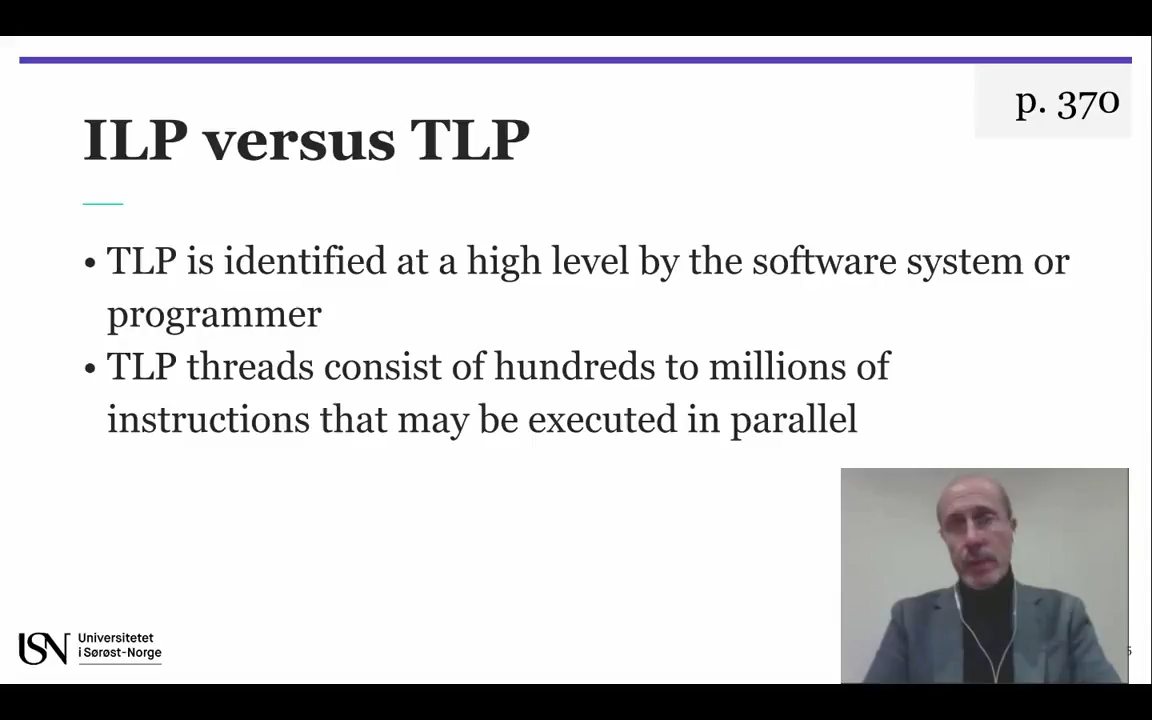 p. 370
ILP versus TLP
• TLP is identified at a high level by the software system or
programmer
• TLP threads consist of hundreds to millions of
instructions that may be executed in parallel
USN Universitetet
i Sørøst-Norge